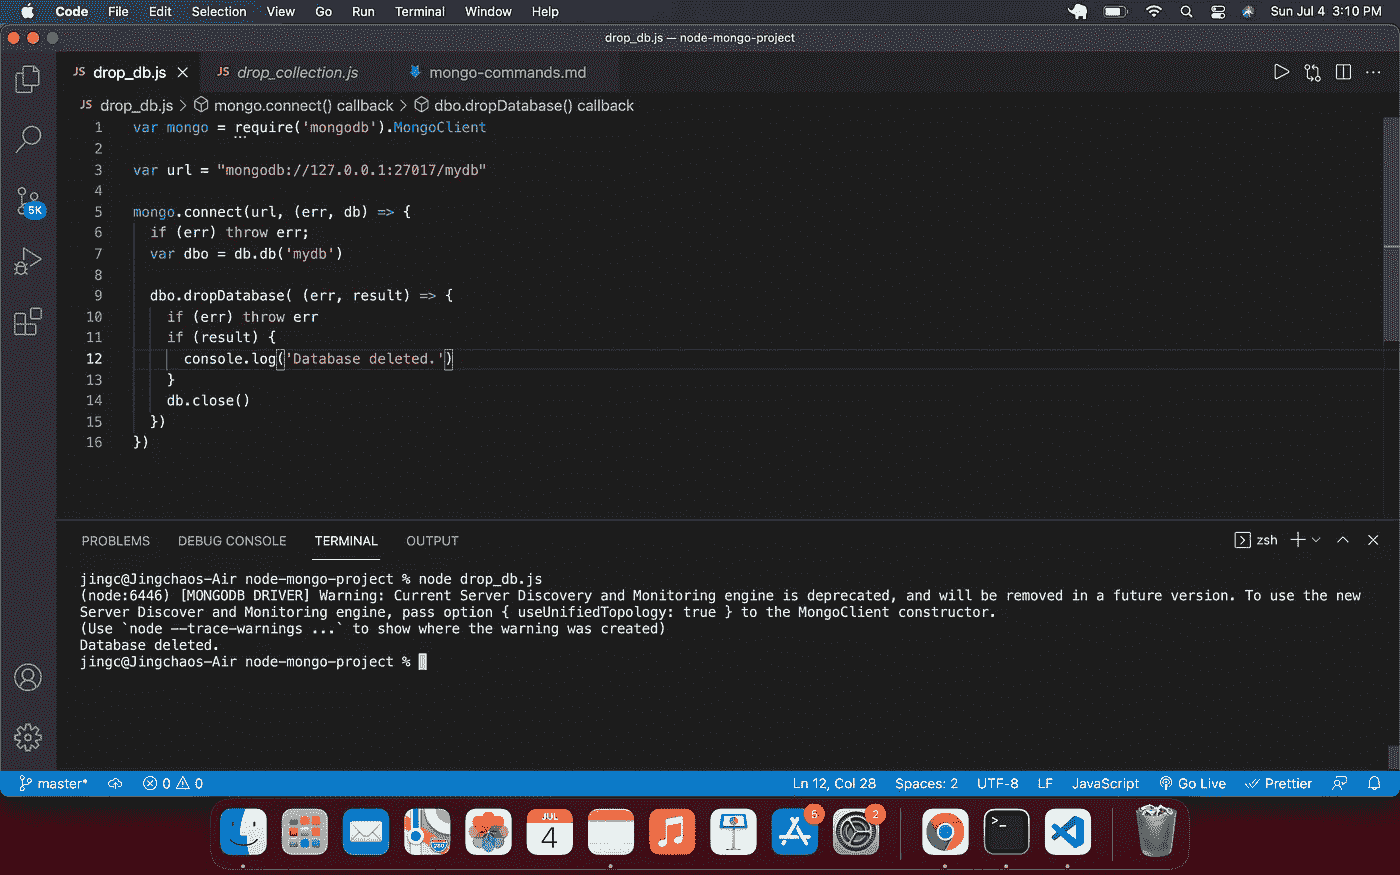 Code File Edit Selection View Go Run Terminal Window Help Sun Jul 4 3:10 PM
drop_db.js — node-mongo-project
JS drop_db.js JS drop_collection.js mongo-commands.md
JS drop_db.js > mongo.connect() callback > dbo.dropDatabase() callback
1 var mongo = require('mongodb').MongoClient
2
3 var url = "mongodb://127.0.0.1:27017/mydb"
4
5 mongo.connect(url, (err, db) => {
6 if (err) throw err;
7 var dbo = db.db('mydb')
8
9 dbo.dropDatabase( (err, result) => {
10 if (err) throw err
11 if (result) {
12 console.log('Database deleted.')
13 }
14 db.close()
15 })
16 })
5K
PROBLEMS DEBUG CONSOLE TERMINAL OUTPUT zsh
jingc@Jingchaos-Air node-mongo-project % node drop_db.js
(node:6446) [MONGODB DRIVER] Warning: Current Server Discovery and Monitoring engine is deprecated, and will be removed in a future version. To use the new
Server Discover and Monitoring engine, pass option { useUnifiedTopology: true } to the MongoClient constructor.
(Use `node --trace-warnings ...` to show where the warning was created)
Database deleted.
jingc@Jingchaos-Air node-mongo-project %
master* 0 0 Ln 12, Col 28 Spaces: 2 UTF-8 LF JavaScript Go Live Prettier
JUL 5 2
4 >_
280